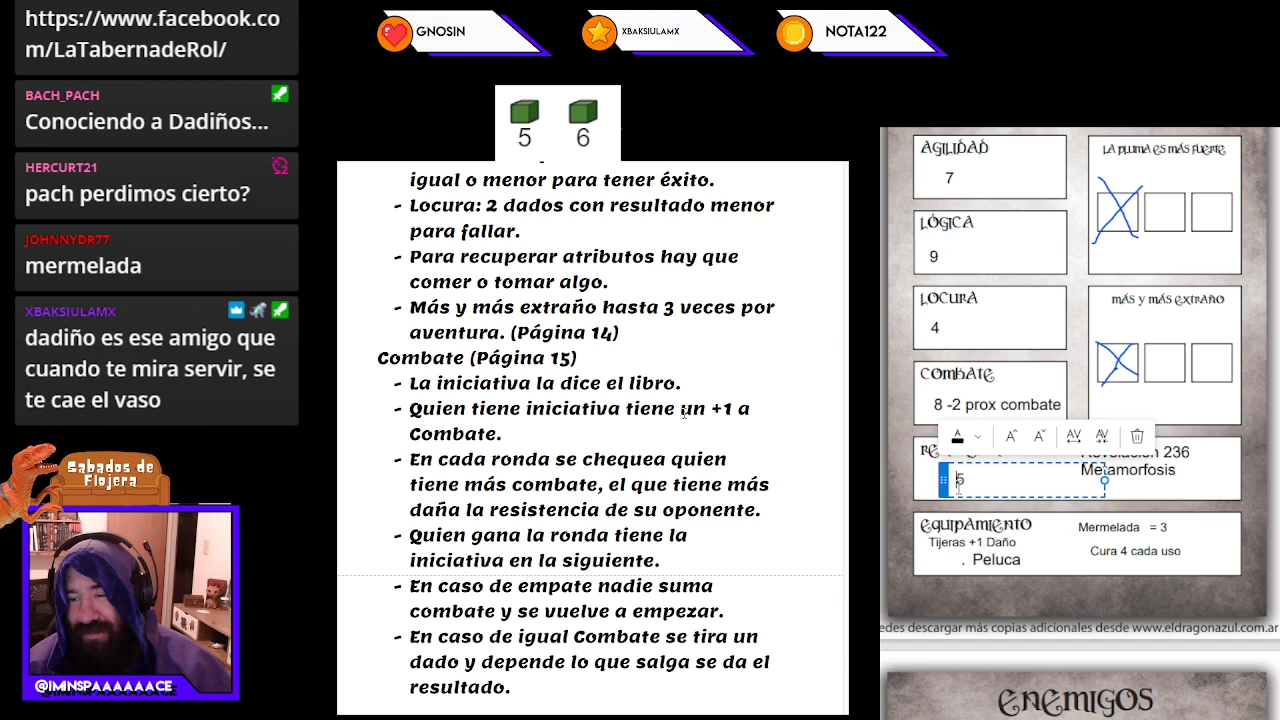 https://www.facebook.co
m/LaTabernadeRol/
BACH_PACH
Conociendo a Dadiños...
HERCURT21
pach perdimos cierto?
JOHNNYDR77
mermelada
XBAKSIULAMX
dadiño es ese amigo que
cuando te mira servir, se
te cae el vaso
Sabados de
Flojera
@IMINSPAAAAAACE
GNOSIN
XBAKSIULAMX
NOTA122
5 6
igual o menor para tener éxito.
- Locura: 2 dados con resultado menor
para fallar.
- Para recuperar atributos hay que
comer o tomar algo.
- Más y más extraño hasta 3 veces por
aventura. (Página 14)
Combate (Página 15)
- La iniciativa la dice el libro.
- Quien tiene iniciativa tiene un +1 a
Combate.
- En cada ronda se chequea quien
tiene más combate, el que tiene más
daña la resistencia de su oponente.
- Quien gana la ronda tiene la
iniciativa en la siguiente.
- En caso de empate nadie suma
combate y se vuelve a empezar.
- En caso de igual Combate se tira un
dado y depende lo que salga se da el
resultado.
AGILIDAD
7
LÓGICA
9
LOCURA
4
COMBATE
8 -2 prox combate
LA PLUMA ES MÁS FUERTE
MÁS Y MÁS EXTRAÑO
236
Metamorfosis
5
EQUIPAMIENTO
Tijeras +1 Daño
. Peluca
Mermelada = 3
Cura 4 cada uso
edes descargar más copias adicionales desde www.eldragonazul.com.ar
ENEMIGOS